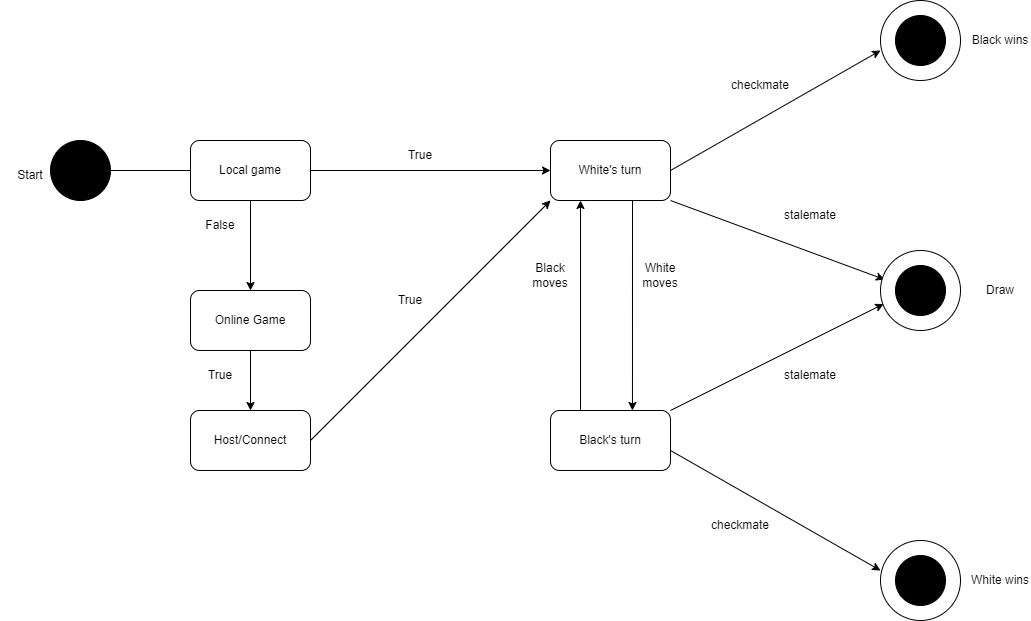 Black wins
checkmate
Start
Local game
True
White's turn
False
stalemate
Black
moves
White
moves
Draw
Online Game
True
True
stalemate
Host/Connect
Black's turn
checkmate
White wins